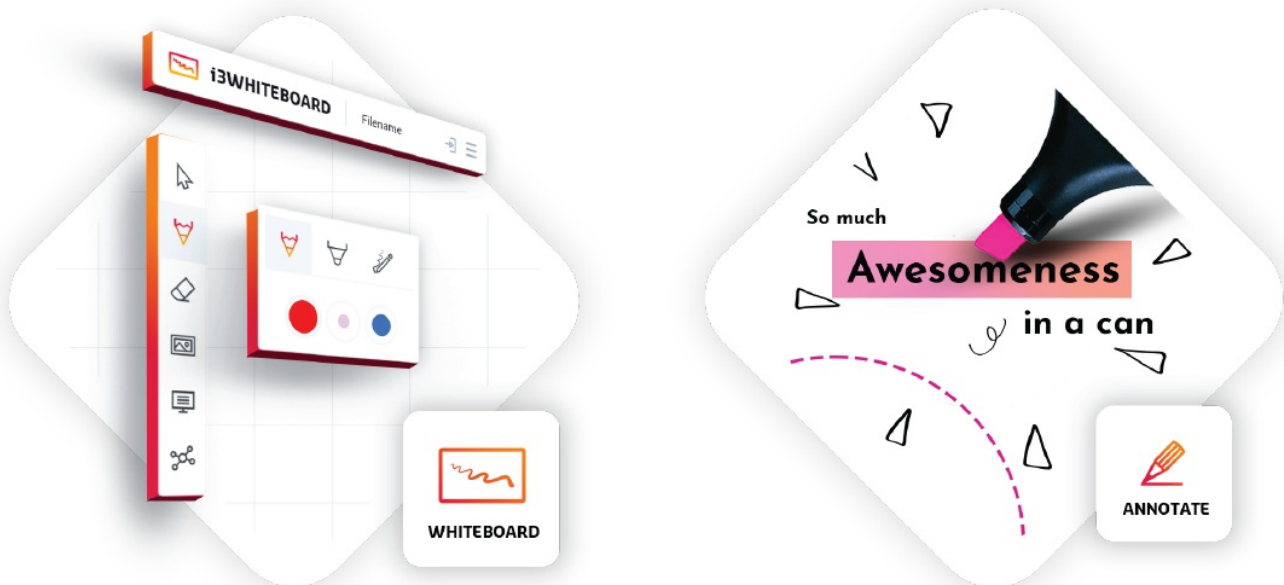 i3WHITEBOARD
Filename
WHITEBOARD
So much
Awesomeness
in a can
ANNOTATE